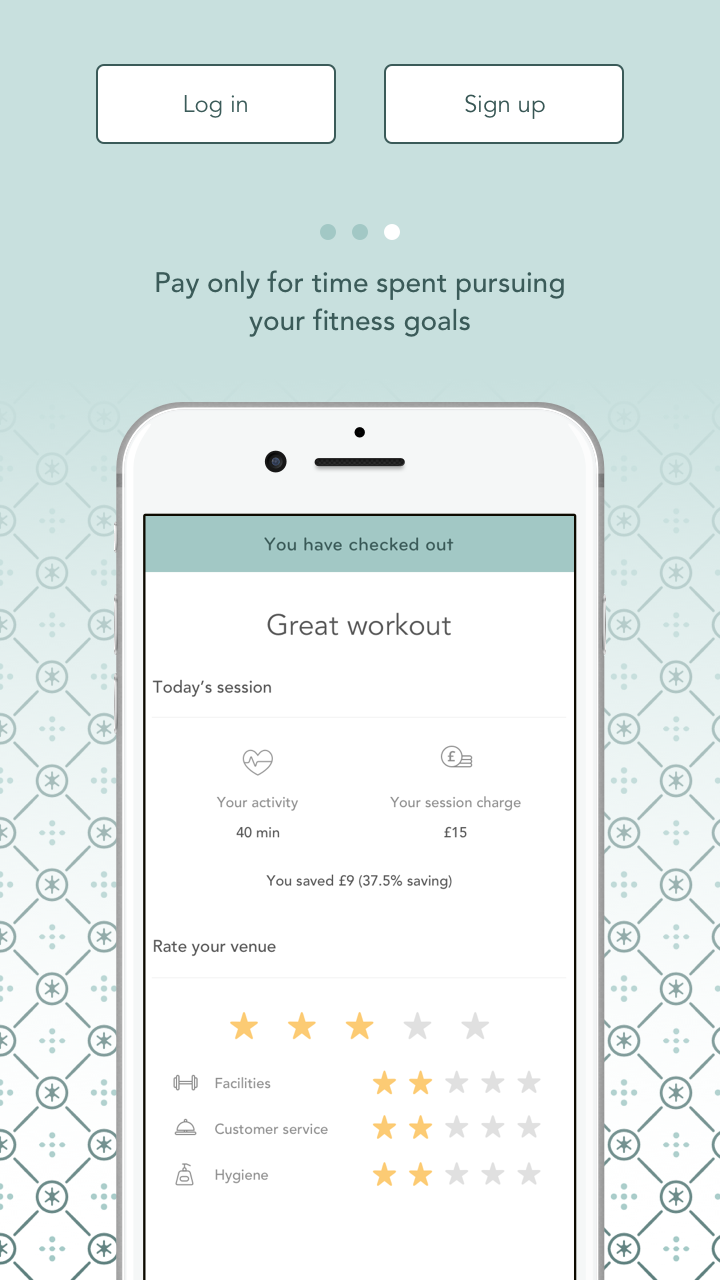 Log in
Sign up
Pay only for time spent pursuing
your fitness goals
You have checked out
Great workout
Today's session
Your activity
Your session charge
40 min
£15
You saved £9 (37.5% saving)
Rate your venue
Facilities
Customer service
Hygiene